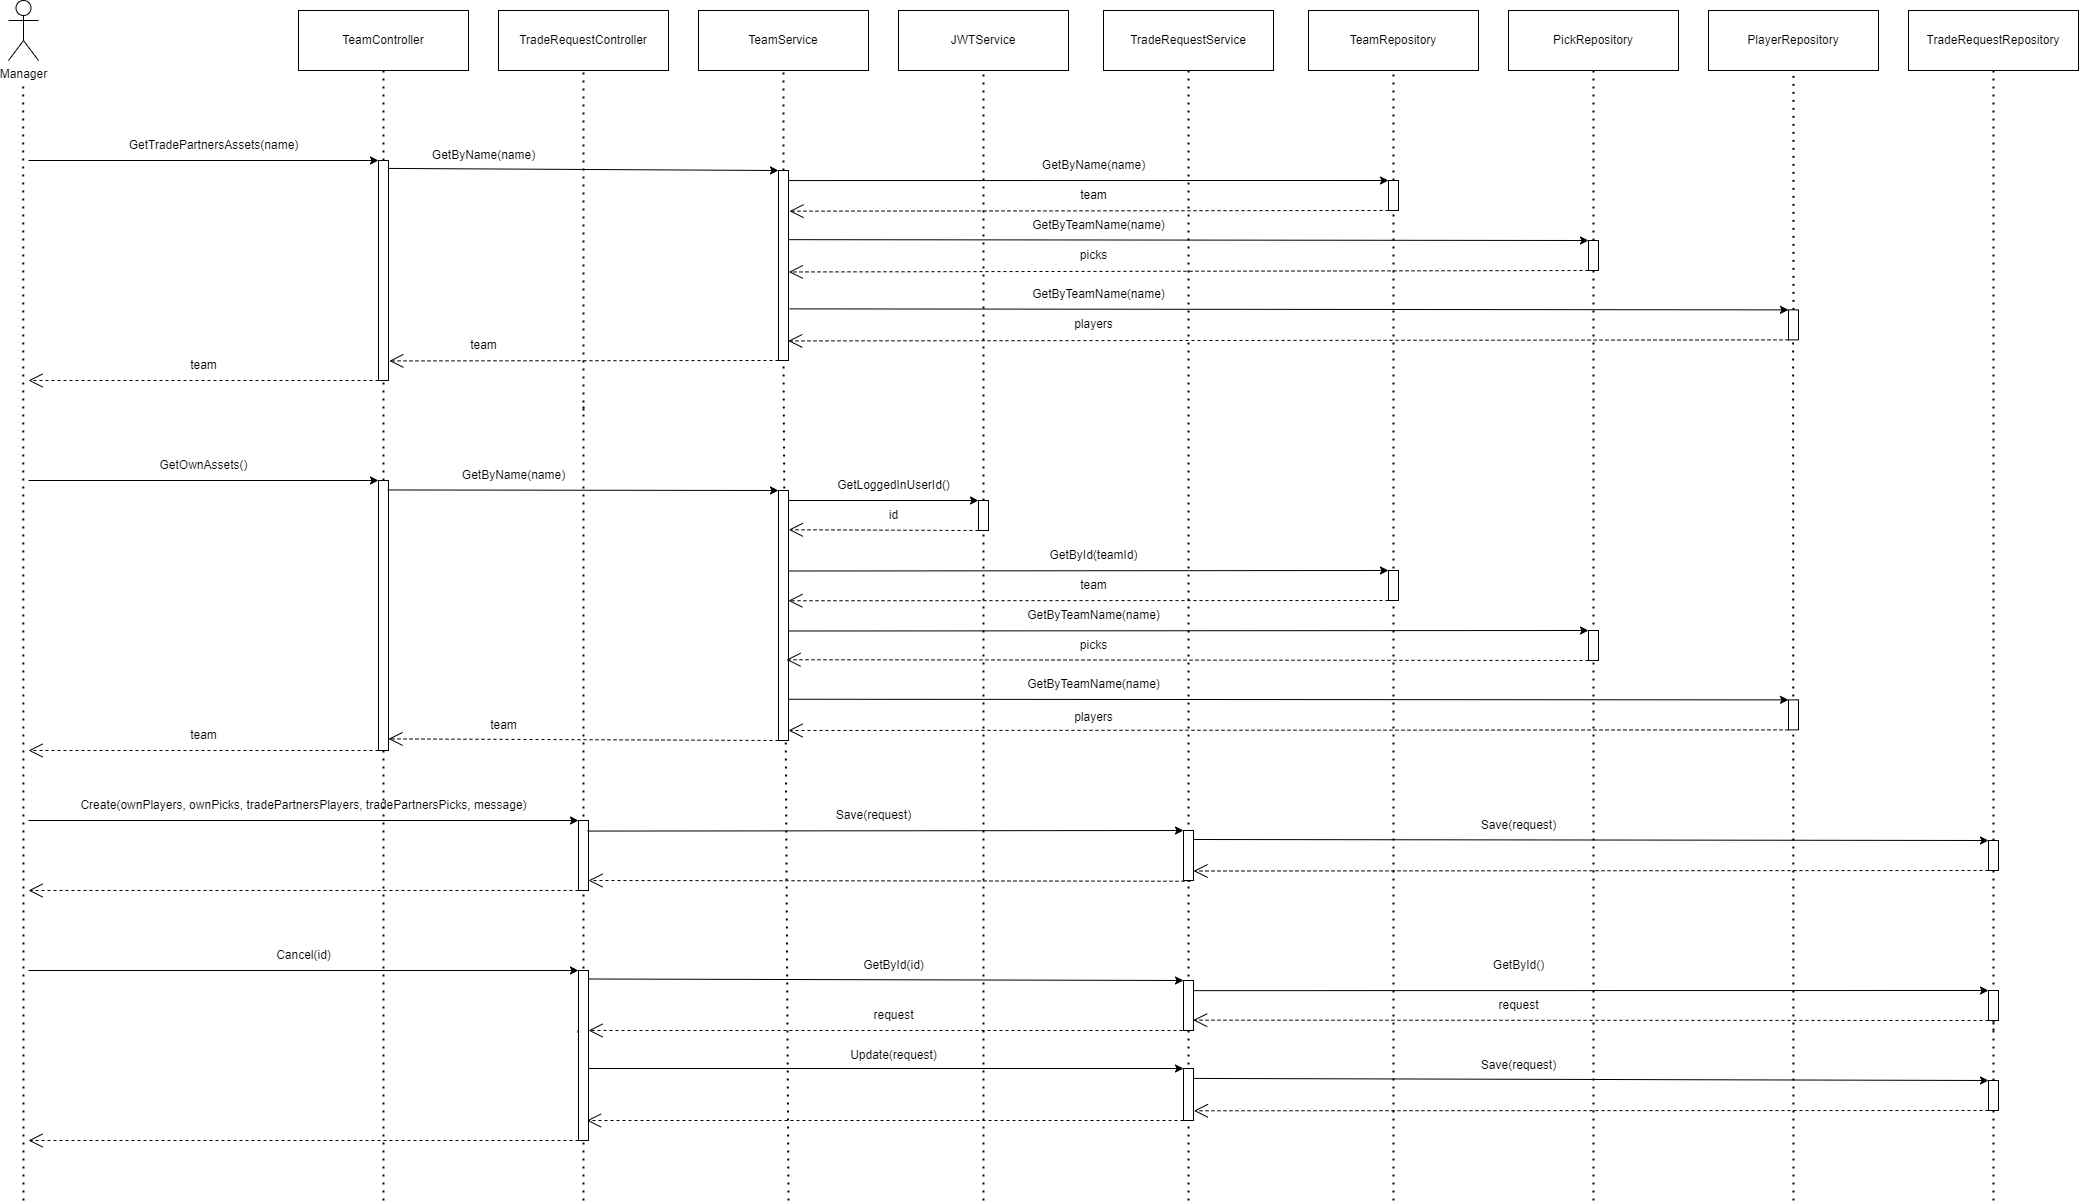 Manager
TeamController
TradeRequestController
TeamService
JWTService
TradeRequestService
TeamRepository
PickRepository
PlayerRepository
TradeRequestRepository
GetTradePartnersAssets(name)
GetByName(name)
GetByName(name)
team
GetByTeamName(name)
picks
GetByTeamName(name)
players
team
team
GetOwnAssets()
GetByName(name)
GetLoggedInUserId()
id
GetById(teamId)
team
GetByTeamName(name)
picks
GetByTeamName(name)
players
team
team
Create(ownPlayers, ownPicks, tradePartnersPlayers, tradePartnersPicks, message)
Save(request)
Save(request)
Cancel(id)
GetById(id)
GetById()
request
request
Update(request)
Save(request)